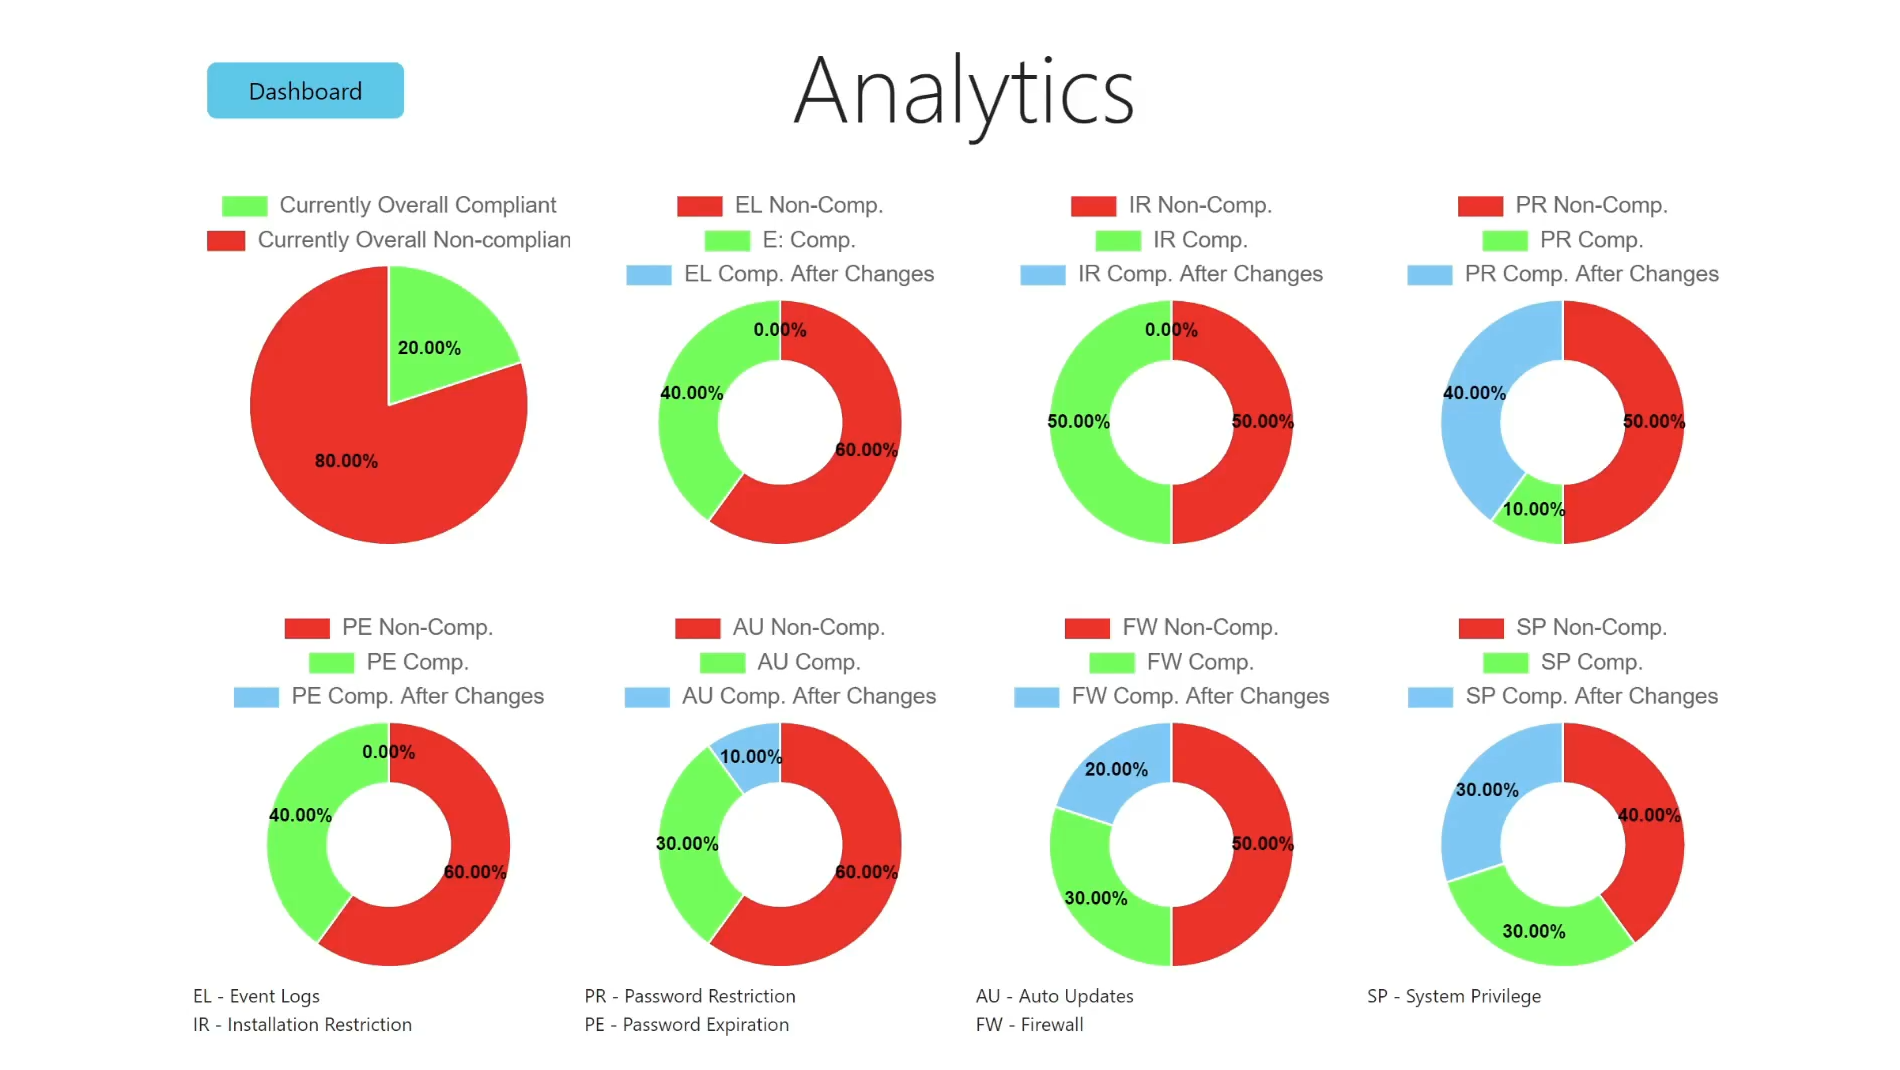 Dashboard
Analytics
Currently Overall Compliant
Currently Overall Non-complian
20.00%
80.00%
EL Non-Comp.
E: Comp.
EL Comp. After Changes
0.00%
40.00%
60.00%
IR Non-Comp.
IR Comp.
IR Comp. After Changes
0.00%
50.00%
50.00%
PR Non-Comp.
PR Comp.
PR Comp. After Changes
40.00%
50.00%
10.00%
PE Non-Comp.
PE Comp.
PE Comp. After Changes
0.00%
40.00%
60.00%
AU Non-Comp.
AU Comp.
AU Comp. After Changes
10.00%
30.00%
60.00%
FW Non-Comp.
FW Comp.
FW Comp. After Changes
20.00%
50.00%
30.00%
SP Non-Comp.
SP Comp.
SP Comp. After Changes
30.00%
40.00%
30.00%
EL - Event Logs
IR - Installation Restriction
PR - Password Restriction
PE - Password Expiration
AU - Auto Updates
FW - Firewall
SP - System Privilege